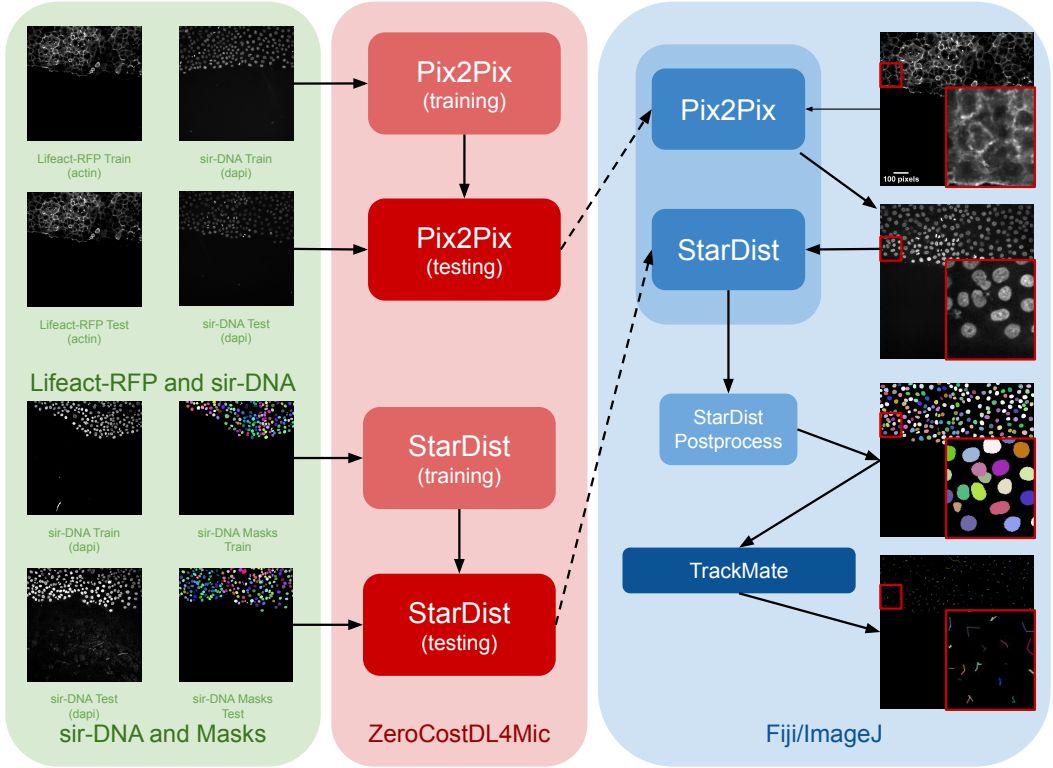 Lifeact-RFP Train
(actin)
sir-DNA Train
(dapi)
Lifeact-RFP Test
(actin)
sir-DNA Test
(dapi)
Lifeact-RFP and sir-DNA
sir-DNA Train
(dapi)
sir-DNA Masks
Train
sir-DNA Test
(dapi)
sir-DNA Masks
Test
sir-DNA and Masks
Pix2Pix
(training)
Pix2Pix
(testing)
StarDist
(training)
StarDist
(testing)
ZeroCostDL4Mic
Pix2Pix
StarDist
StarDist
Postprocess
TrackMate
100 pixels
Fiji/ImageJ